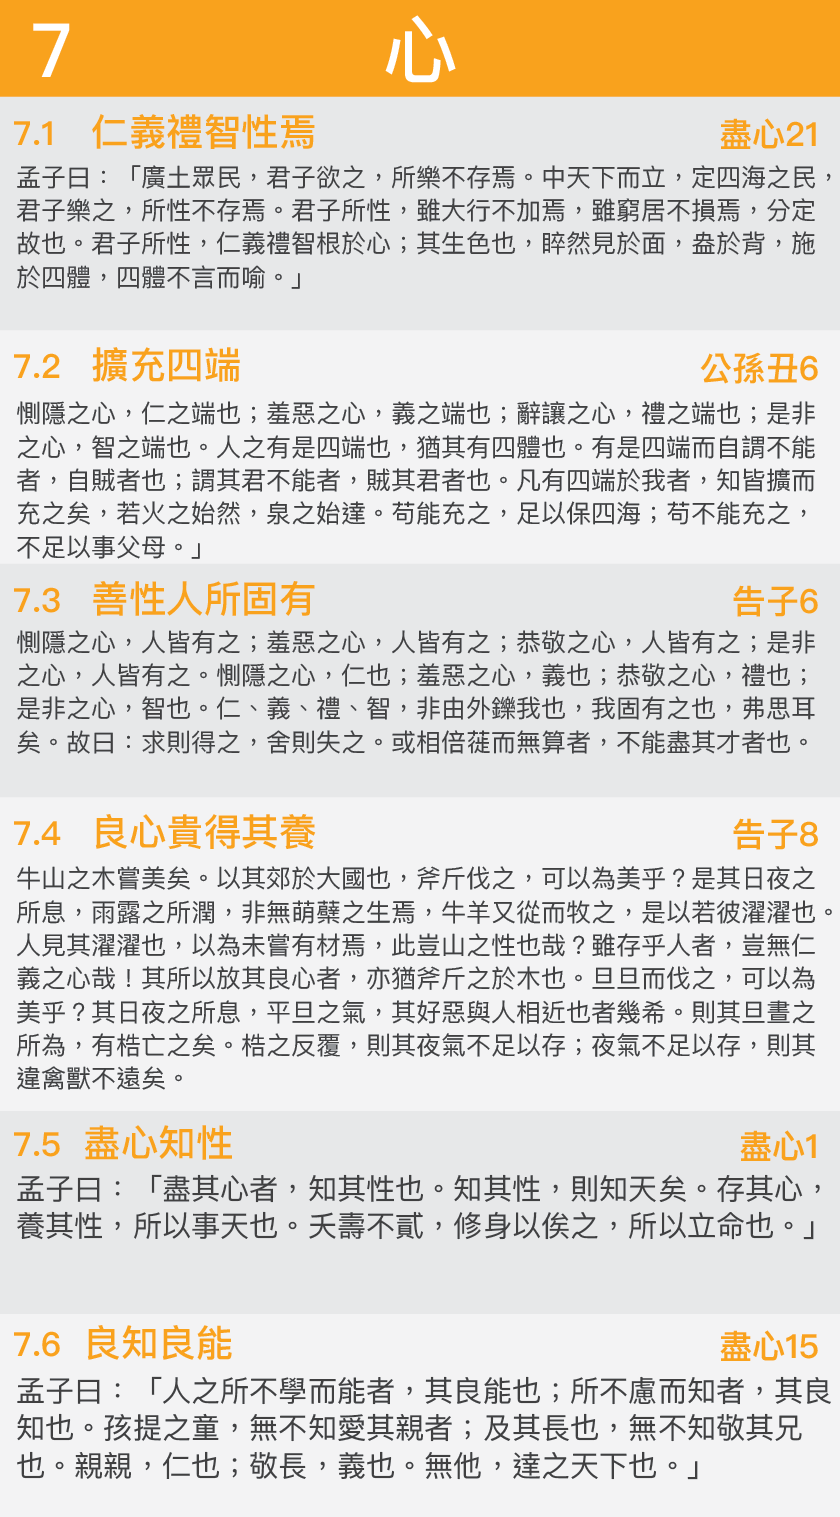 7 心
7.1 仁義禮智性焉 盡心21
孟子曰：「廣土眾民，君子欲之，所樂不存焉。中天下而立，定四海之民，
君子樂之，所性不存焉。君子所性，雖大行不加焉，雖窮居不損焉，分定
故也。君子所性，仁義禮智根於心；其生色也，睟然見於面，盎於背，施
於四體，四體不言而喻。」
7.2 擴充四端 公孫丑6
惻隱之心，仁之端也；羞惡之心，義之端也；辭讓之心，禮之端也；是非
之心，智之端也。人之有是四端也，猶其有四體也。有是四端而自謂不能
者，自賊者也；謂其君不能者，賊其君者也。凡有四端於我者，知皆擴而
充之矣，若火之始然，泉之始達。苟能充之，足以保四海；苟不能充之，
不足以事父母。」
7.3 善性人所固有 告子6
惻隱之心，人皆有之；羞惡之心，人皆有之；恭敬之心，人皆有之；是非
之心，人皆有之。惻隱之心，仁也；羞惡之心，義也；恭敬之心，禮也；
是非之心，智也。仁、義、禮、智，非由外鑠我也，我固有之也，弗思耳
矣。故曰：求則得之，舍則失之。或相倍蓰而無算者，不能盡其才者也。
7.4 良心貴得其養 告子8
牛山之木嘗美矣。以其郊於大國也，斧斤伐之，可以為美乎？是其日夜之
所息，雨露之所潤，非無萌蘗之生焉，牛羊又從而牧之，是以若彼濯濯也。
人見其濯濯也，以為未嘗有材焉，此豈山之性也哉？雖存乎人者，豈無仁
義之心哉！其所以放其良心者，亦猶斧斤之於木也。旦旦而伐之，可以為
美乎？其日夜之所息，平旦之氣，其好惡與人相近也者幾希。則其旦晝之
所為，有梏亡之矣。梏之反覆，則其夜氣不足以存；夜氣不足以存，則其
違禽獸不遠矣。
7.5 盡心知性 盡心1
孟子曰：「盡其心者，知其性也。知其性，則知天矣。存其心，
養其性，所以事天也。夭壽不貳，修身以俟之，所以立命也。」
7.6 良知良能 盡心15
孟子曰：「人之所不學而能者，其良能也；所不慮而知者，其良
知也。孩提之童，無不知愛其親者；及其長也，無不知敬其兄
也。親親，仁也；敬長，義也。無他，達之天下也。」